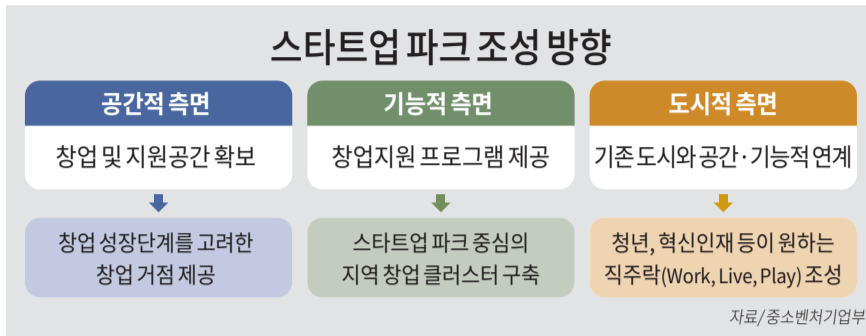 스타트업 파크 조성 방향
공간적 측면
창업 및 지원공간 확보
창업 성장단계를 고려한
창업 거점 제공
기능적 측면
창업지원 프로그램 제공
스타트업 파크 중심의
지역 창업 클러스터 구축
도시적 측면
기존 도시와 공간·기능적 연계
청년, 혁신인재 등이 원하는
직주락(Work, Live, Play) 조성
자료/중소벤처기업부